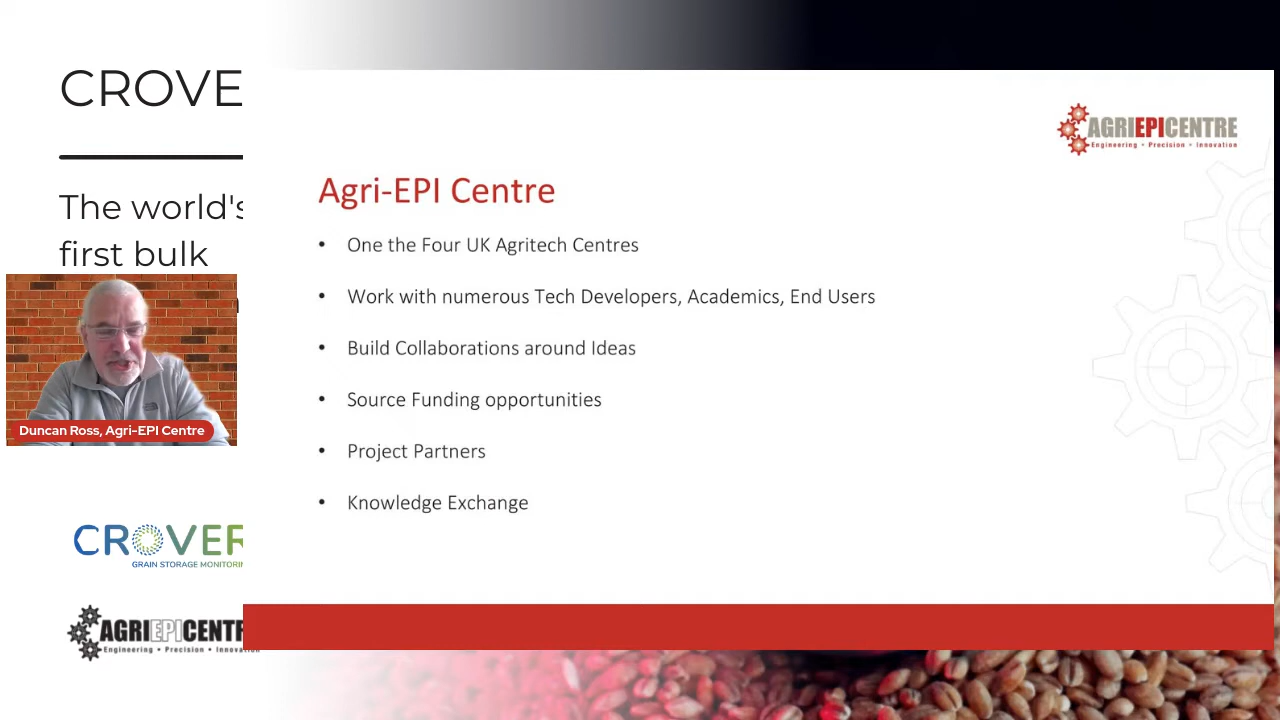 CROVE
The world's
first bulk
Duncan Ross, Agri-EPI Centre
CROVER
GRAIN STORAGE MONITORIN
AGRIEPICENTR
Engineering • Precision • Innovation
AGRIEPICENTRE
Engineering • Precision • Innovation
Agri-EPI Centre
• One the Four UK Agritech Centres
• Work with numerous Tech Developers, Academics, End Users
• Build Collaborations around Ideas
• Source Funding opportunities
• Project Partners
• Knowledge Exchange